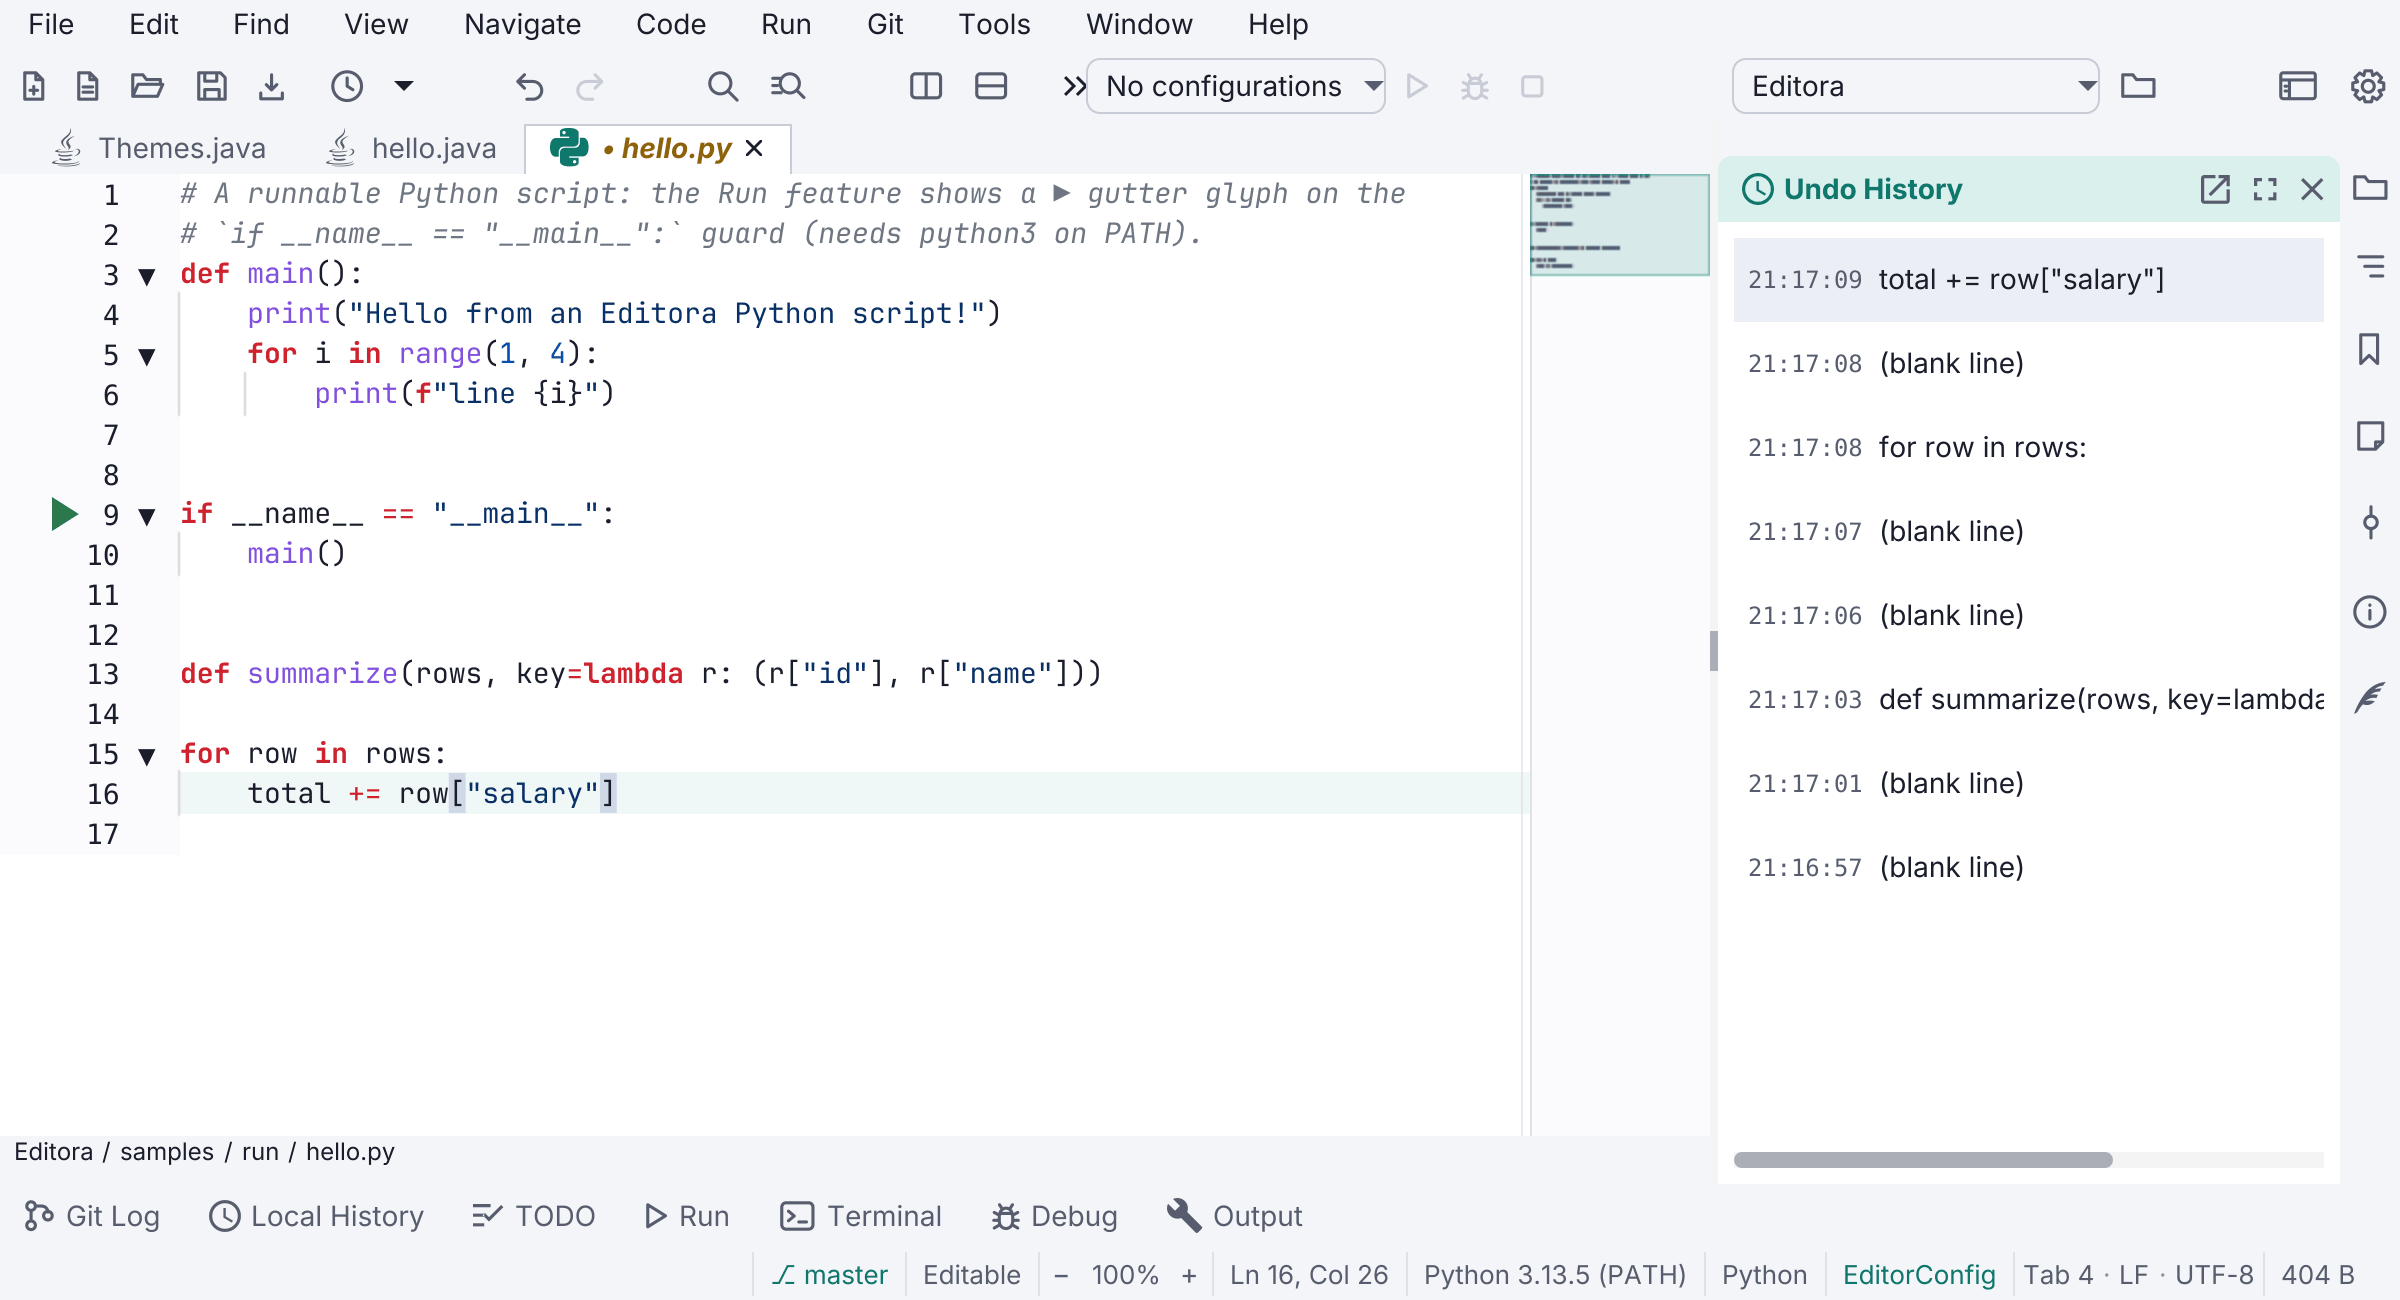 File Edit Find View Navigate Code Run Git Tools Window Help
No configurations Editora
Themes.java hello.java • hello.py
1 # A runnable Python script: the Run feature shows a ▶ gutter glyph on the
2 # `if __name__ == "__main__":` guard (needs python3 on PATH).
3 def main():
4 print("Hello from an Editora Python script!")
5 for i in range(1, 4):
6 print(f"line {i}")
7
8
9 if __name__ == "__main__":
10 main()
11
12
13 def summarize(rows, key=lambda r: (r["id"], r["name"]))
14
15 for row in rows:
16 total += row["salary"]
17
Undo History
21:17:09 total += row["salary"]
21:17:08 (blank line)
21:17:08 for row in rows:
21:17:07 (blank line)
21:17:06 (blank line)
21:17:03 def summarize(rows, key=lambda
21:17:01 (blank line)
21:16:57 (blank line)
Editora / samples / run / hello.py
Git Log Local History TODO Run Terminal Debug Output
master Editable − 100% + Ln 16, Col 26 Python 3.13.5 (PATH) Python EditorConfig Tab 4 · LF · UTF-8 404 B